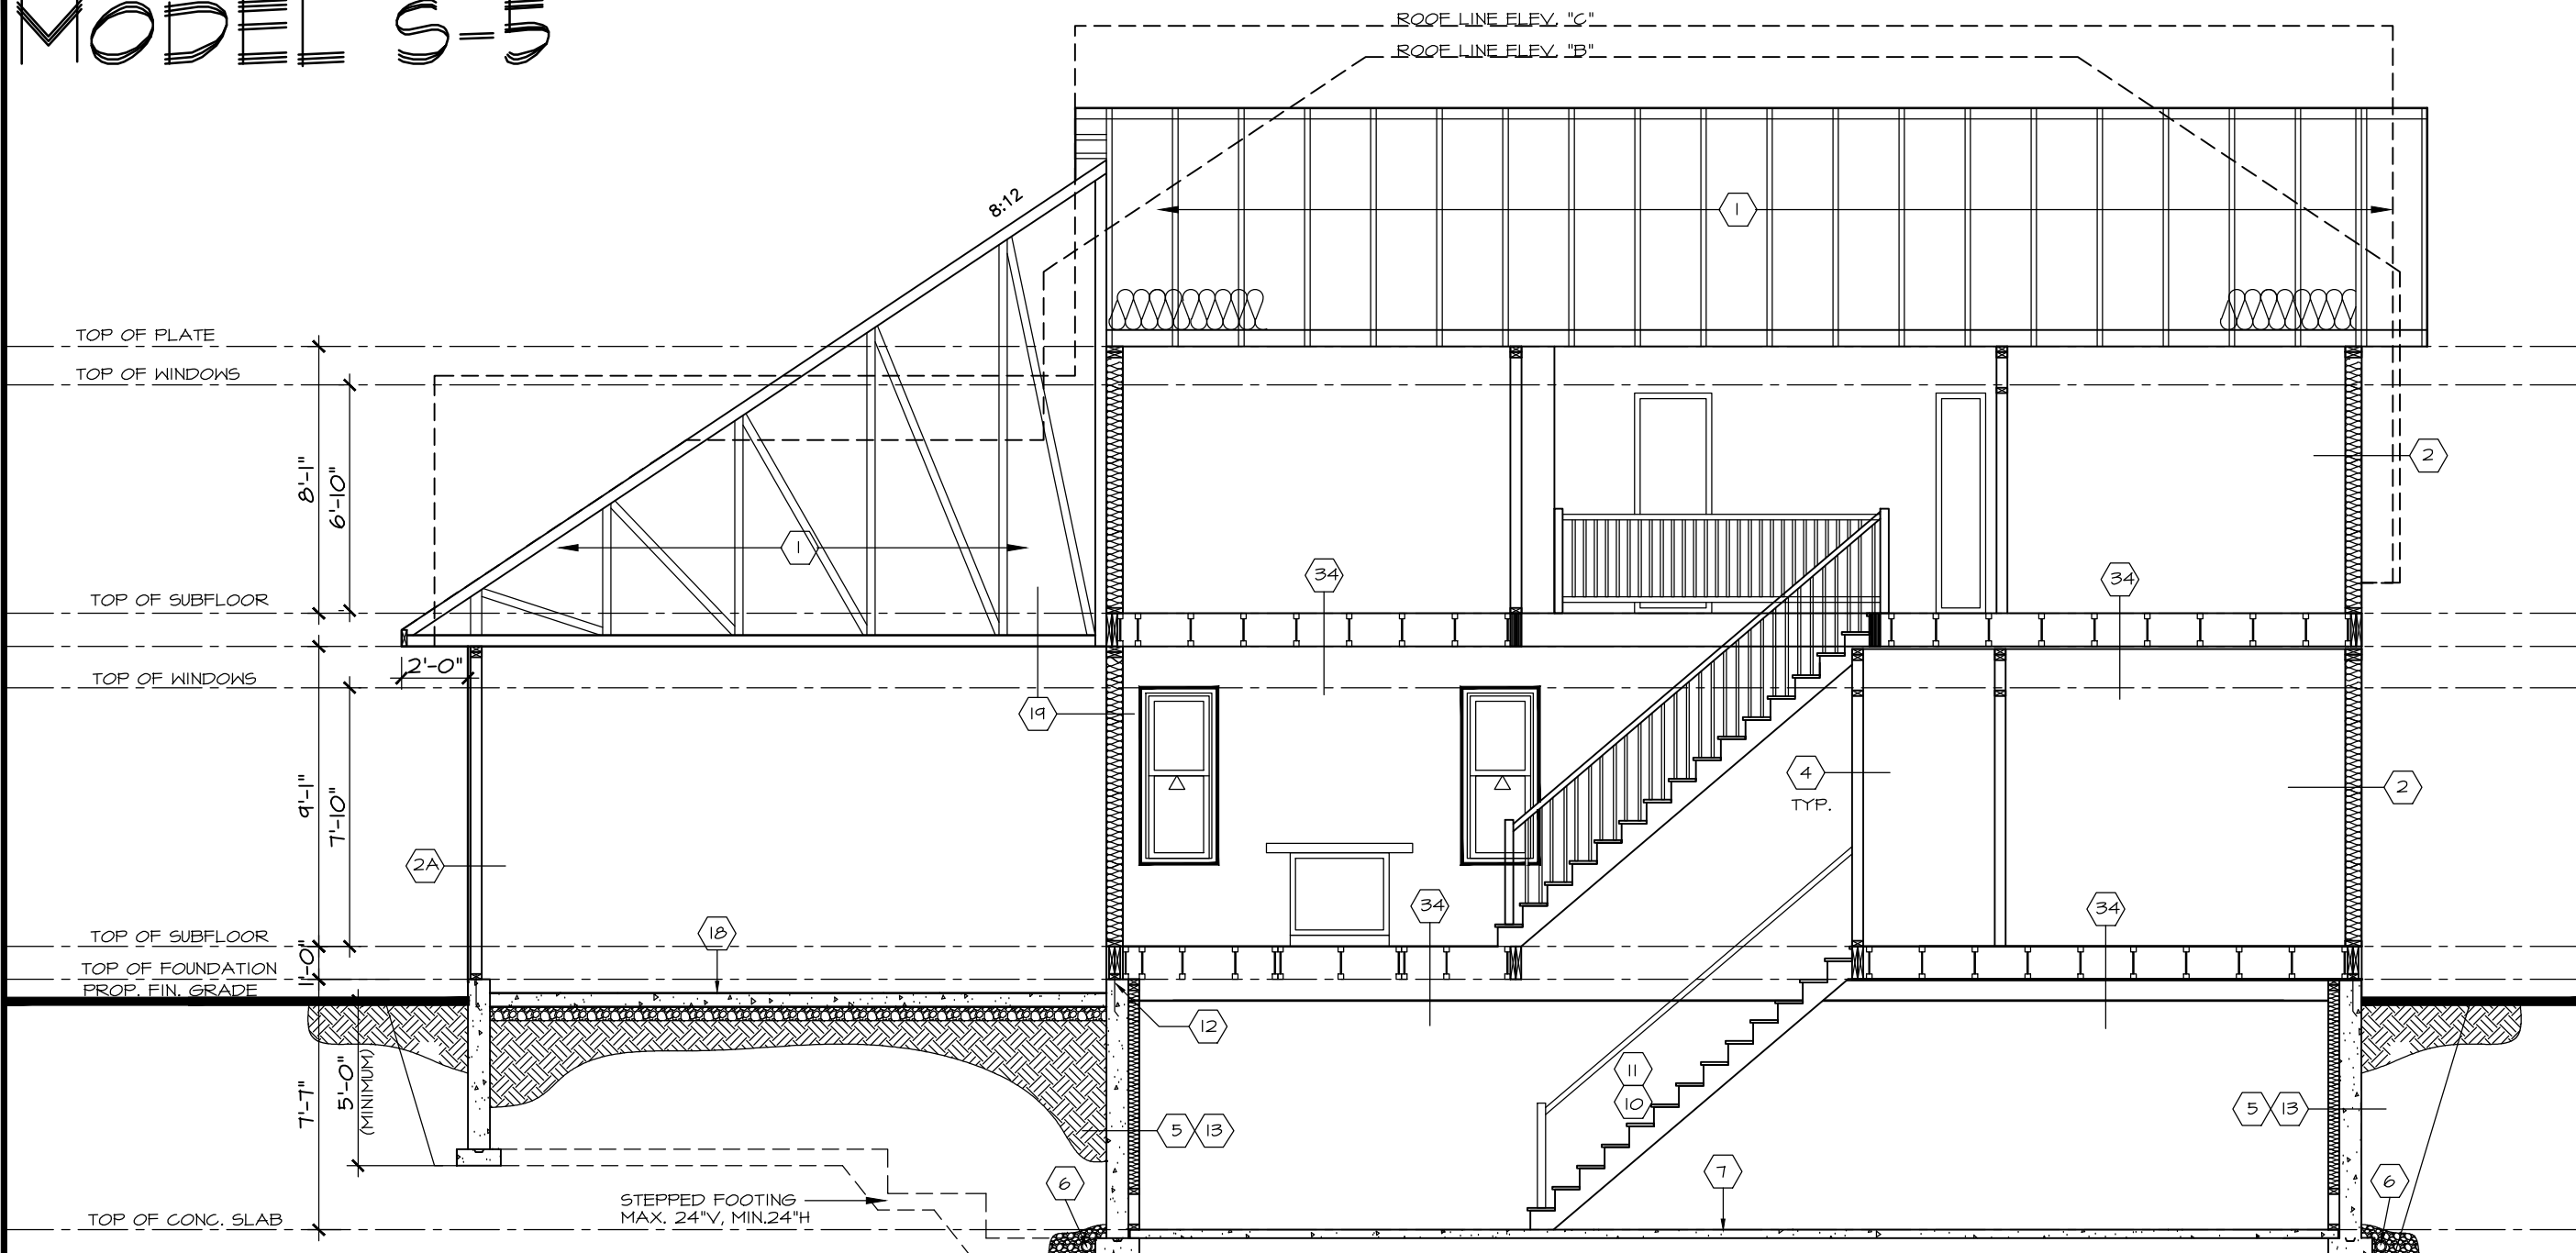 MODEL S-5
ROOF LINE ELEV. "C"
ROOF LINE ELEV. "B"
8:12
1
TOP OF PLATE
TOP OF WINDOWS
8'-1"
6'-10"
2
1
34
34
TOP OF SUBFLOOR
2'-0"
TOP OF WINDOWS
19
4
TYP.
2
9'-1"
7'-10"
2A
34
34
18
TOP OF SUBFLOOR
1'-0"
TOP OF FOUNDATION
PROP. FIN. GRADE
12
11
10
7'-7"
5'-0"
(MINIMUM)
5 13
5 13
6
7
6
STEPPED FOOTING
MAX. 24"V, MIN.24"H
TOP OF CONC. SLAB